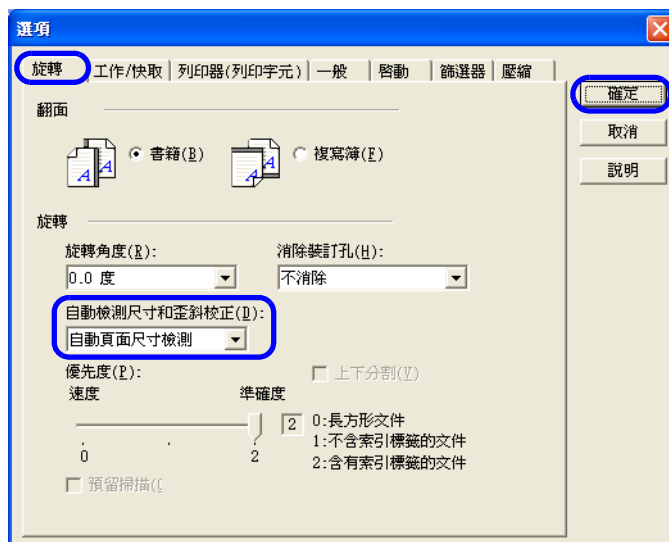 選項
旋轉 工作/快取 列印器(列印字元) 一般 啓動 篩選器 壓縮
確定
取消
說明
翻面
A A 書籍(B) A A 複寫簿(F)
旋轉
旋轉角度(R): 消除裝訂孔(H):
0.0 度 不消除
自動檢測尺寸和歪斜校正(D):
自動頁面尺寸檢測
優先度(P): 上下分割(V)
速度 準確度
2 0:長方形文件
1:不含索引標籤的文件
0 2 2:含有索引標籤的文件
預留掃描(